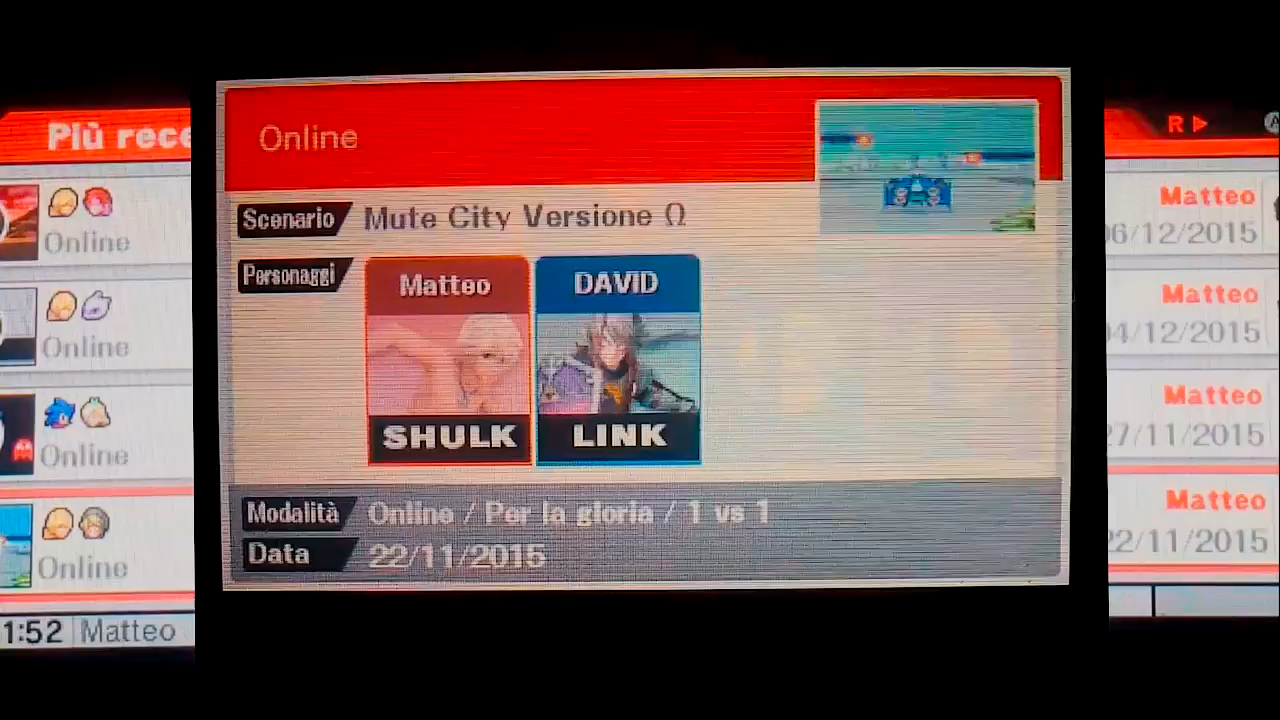 Più rece
R
Online
Matteo
06/12/2015
Online
Matteo
04/12/2015
Online
Matteo
27/11/2015
Online
Matteo
22/11/2015
1:52 Matteo
Online
Scenario Mute City Versione Ω
Personaggi
Matteo DAVID
SHULK LINK
Modalità Online / Per la gloria / 1 vs 1
Data 22/11/2015